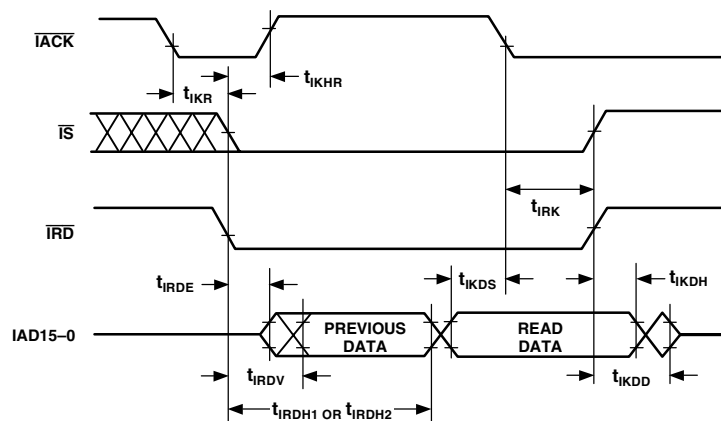 IACK
tIKHR
tIKR
IS
tIRK
IRD
tIRDE
tIKDS
tIKDH
IAD15–0
PREVIOUS
DATA
READ
DATA
tIRDV
tIKDD
tIRDH1 OR tIRDH2